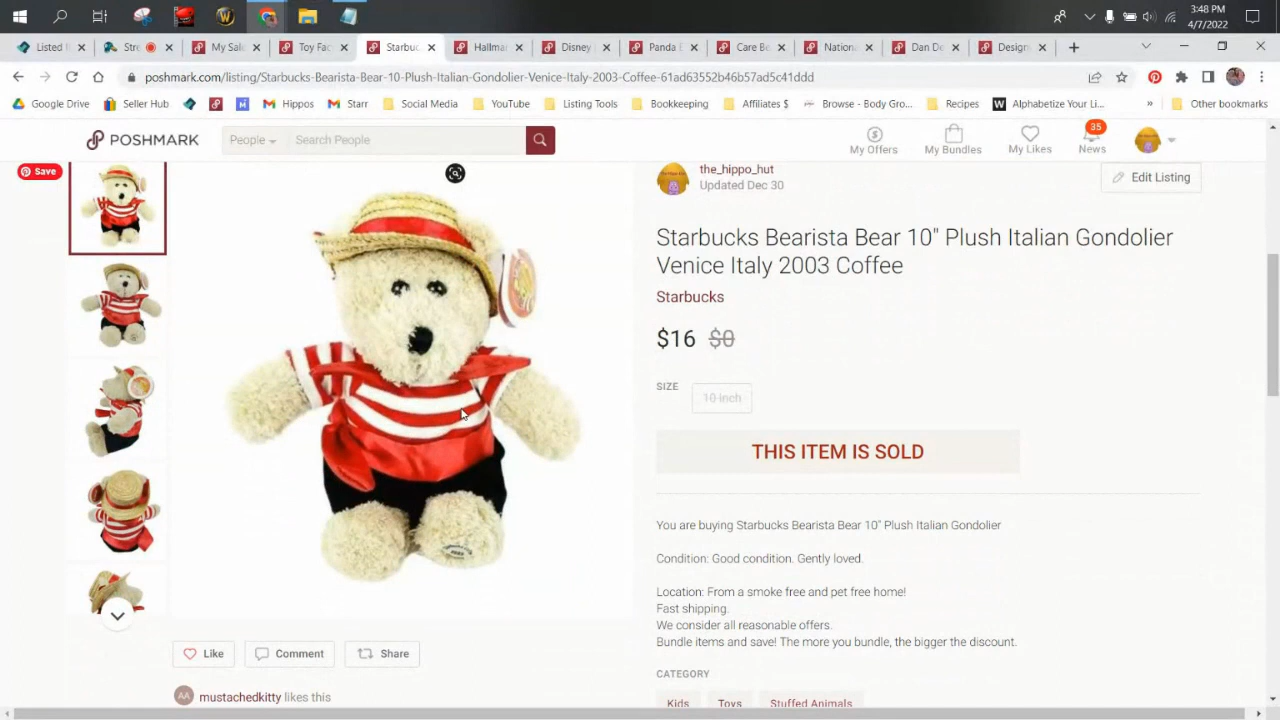 3:48 PM
4/7/2022
Listed
Stre
My Sale
Toy Fac
Starbuc
Hallma
Disney
Panda E
Care Be
Nation
Dan De
Design
poshmark.com/listing/Starbucks-Bearista-Bear-10-Plush-Italian-Gondolier-Venice-Italy-2003-Coffee-61ad63552b46b57ad5c41ddd
Google Drive
Seller Hub
Hippos
Starr
Social Media
YouTube
Listing Tools
Bookkeeping
Affiliates $
Browse - Body Gro...
Recipes
Alphabetize Your Li...
Other bookmarks
POSHMARK
People
Search People
My Offers
My Bundles
My Likes
35
News
Save
the_hippo_hut
Updated Dec 30
Edit Listing
Starbucks Bearista Bear 10" Plush Italian Gondolier
Venice Italy 2003 Coffee
Starbucks
$16 $0
SIZE
10 inch
THIS ITEM IS SOLD
You are buying Starbucks Bearista Bear 10" Plush Italian Gondolier
Condition: Good condition. Gently loved.
Location: From a smoke free and pet free home!
Fast shipping.
We consider all reasonable offers.
Bundle items and save! The more you bundle, the bigger the discount.
CATEGORY
Kids
Toys
Stuffed Animals
Like
Comment
Share
AA
mustachedkitty likes this